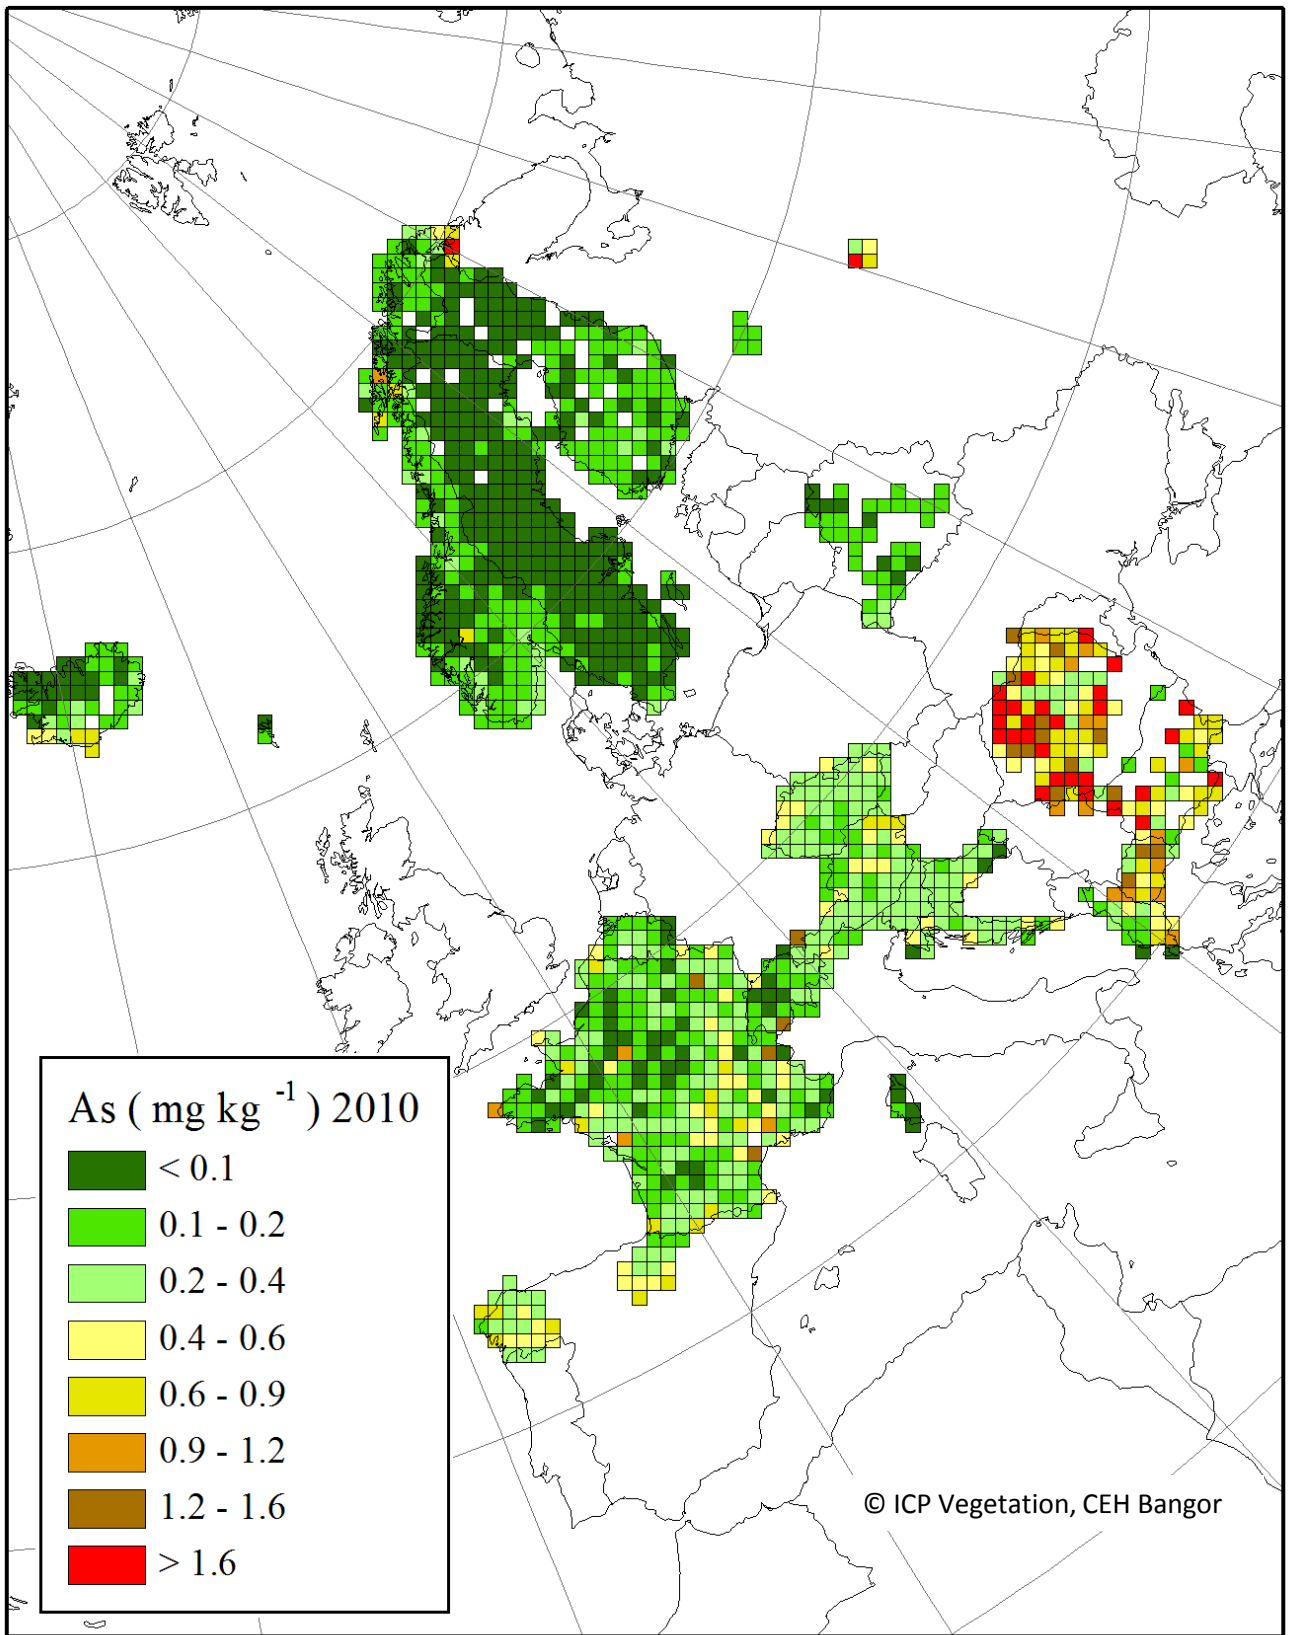 As ( mg kg ⁻¹ ) 2010
< 0.1
0.1 - 0.2
0.2 - 0.4
0.4 - 0.6
0.6 - 0.9
0.9 - 1.2
1.2 - 1.6
> 1.6
© ICP Vegetation, CEH Bangor